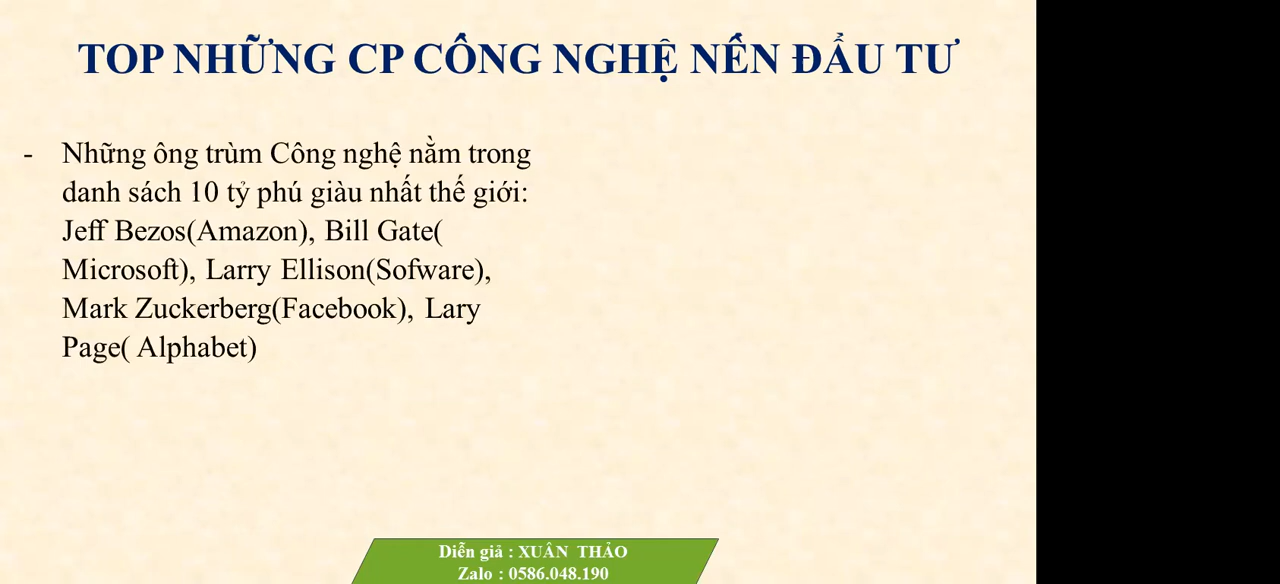 TOP NHỮNG CP CÔNG NGHỆ NẾN ĐẨU TƯ
- Những ông trùm Công nghệ nằm trong
danh sách 10 tỷ phú giàu nhất thế giới:
Jeff Bezos(Amazon), Bill Gate(
Microsoft), Larry Ellison(Sofware),
Mark Zuckerberg(Facebook), Lary
Page( Alphabet)
Diễn giả : XUÂN THẢO
Zalo : 0586.048.190